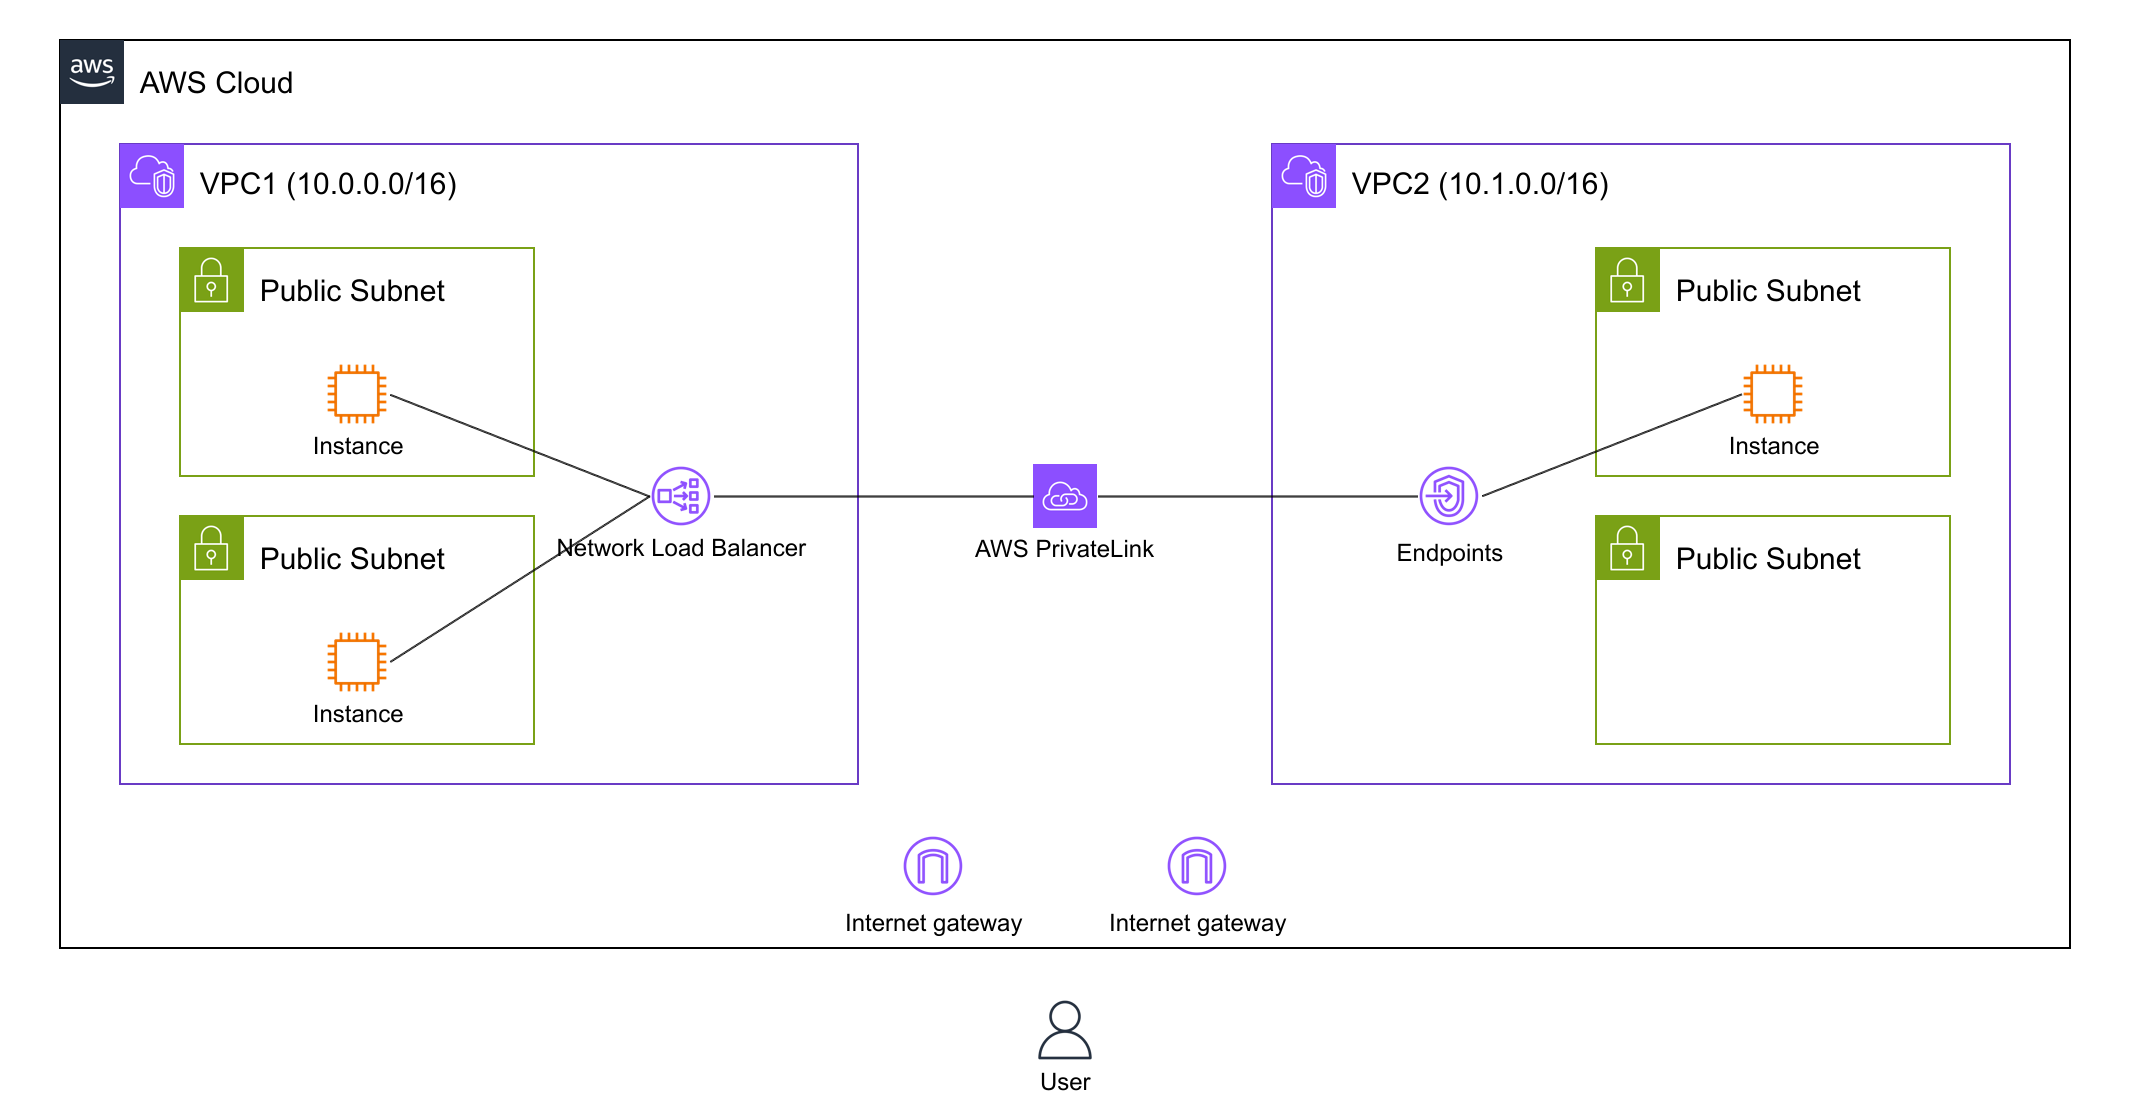 aws
AWS Cloud
VPC1 (10.0.0.0/16)
Public Subnet
Instance
Public Subnet
Instance
Network Load Balancer
AWS PrivateLink
VPC2 (10.1.0.0/16)
Endpoints
Public Subnet
Instance
Public Subnet
Internet gateway
Internet gateway
User